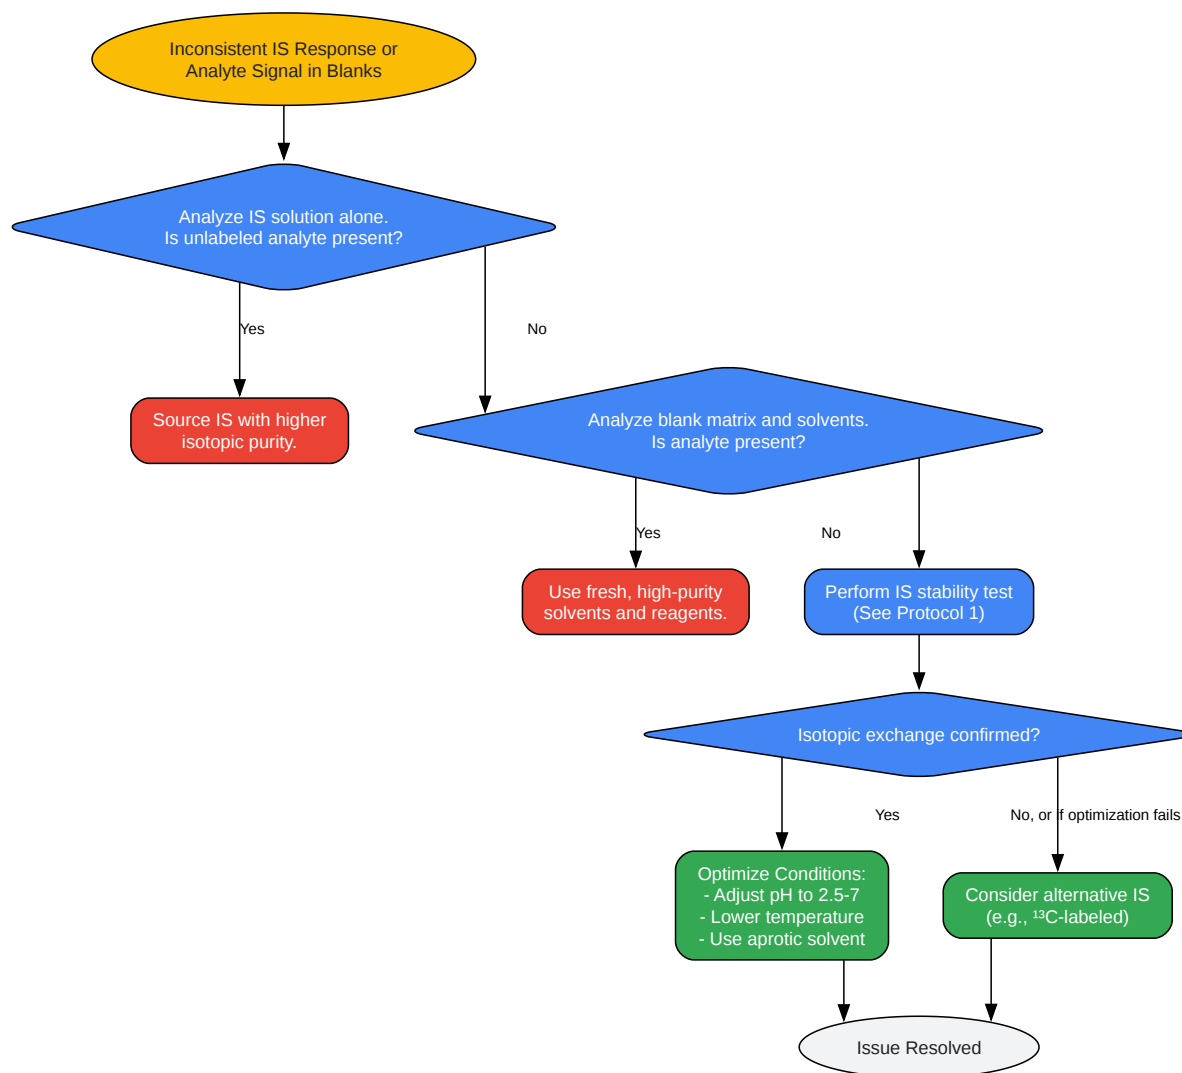 Inconsistent IS Response or
Analyte Signal in Blanks
Analyze IS solution alone.
Is unlabeled analyte present?
Yes
No
Source IS with higher
isotopic purity.
Analyze blank matrix and solvents.
Is analyte present?
Yes
No
Use fresh, high-purity
solvents and reagents.
Perform IS stability test
(See Protocol 1)
Isotopic exchange confirmed?
Yes
No, or if optimization fails
Optimize Conditions:
- Adjust pH to 2.5-7
- Lower temperature
- Use aprotic solvent
Consider alternative IS
(e.g., ¹³C-labeled)
Issue Resolved